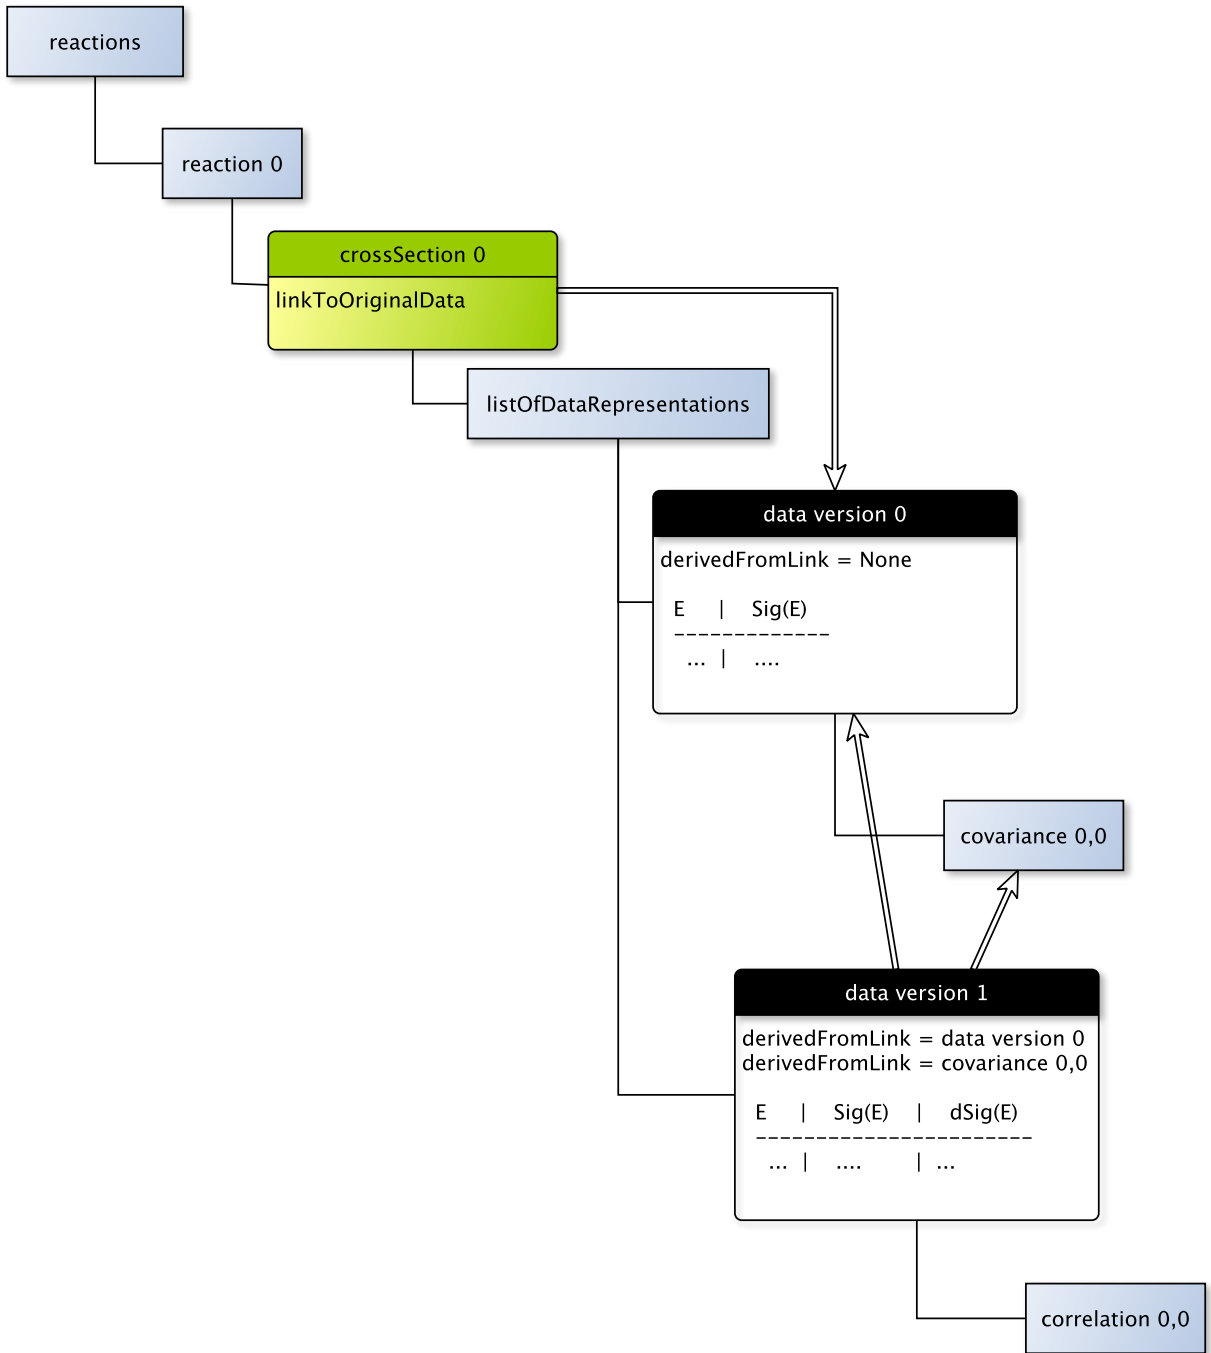 reactions
reaction 0
crossSection 0
linkToOriginalData
listOfDataRepresentations
data version 0
derivedFromLink = None
E | Sig(E)
-------------
... | ....
covariance 0,0
data version 1
derivedFromLink = data version 0
derivedFromLink = covariance 0,0
E | Sig(E) | dSig(E)
-----------------------
... | .... | ...
correlation 0,0